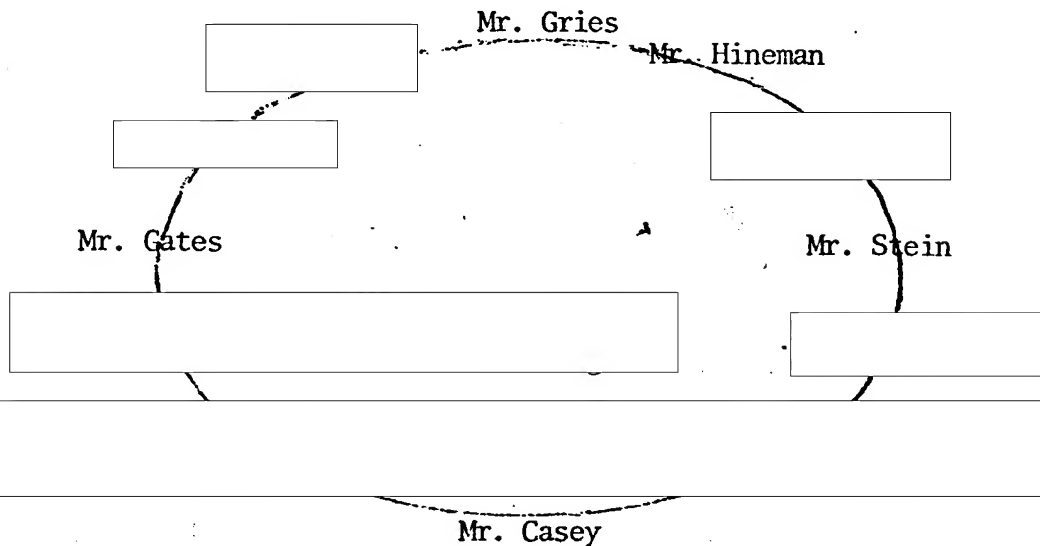 Mr. Gries
Mr. Hineman
Mr. Gates
Mr. Stein
Mr. Casey